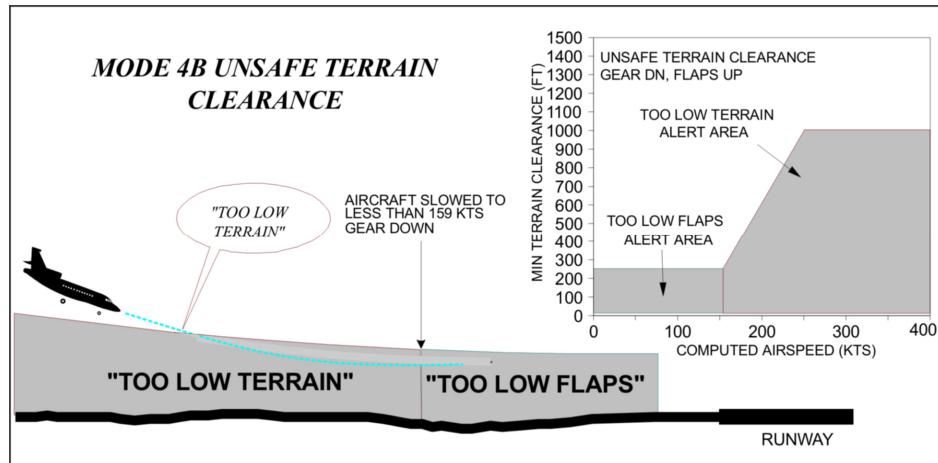 MODE 4B UNSAFE TERRAIN
CLEARANCE
"TOO LOW
TERRAIN"
AIRCRAFT SLOWED TO
LESS THAN 159 KTS
GEAR DOWN
"TOO LOW TERRAIN"
"TOO LOW FLAPS"
RUNWAY
MIN TERRAIN CLEARANCE (FT)
1500
1400
1300
1200
1100
1000
900
800
700
600
500
400
300
200
100
0
UNSAFE TERRAIN CLEARANCE
GEAR DN, FLAPS UP
TOO LOW TERRAIN
ALERT AREA
TOO LOW FLAPS
ALERT AREA
0 100 200 300 400
COMPUTED AIRSPEED (KTS)